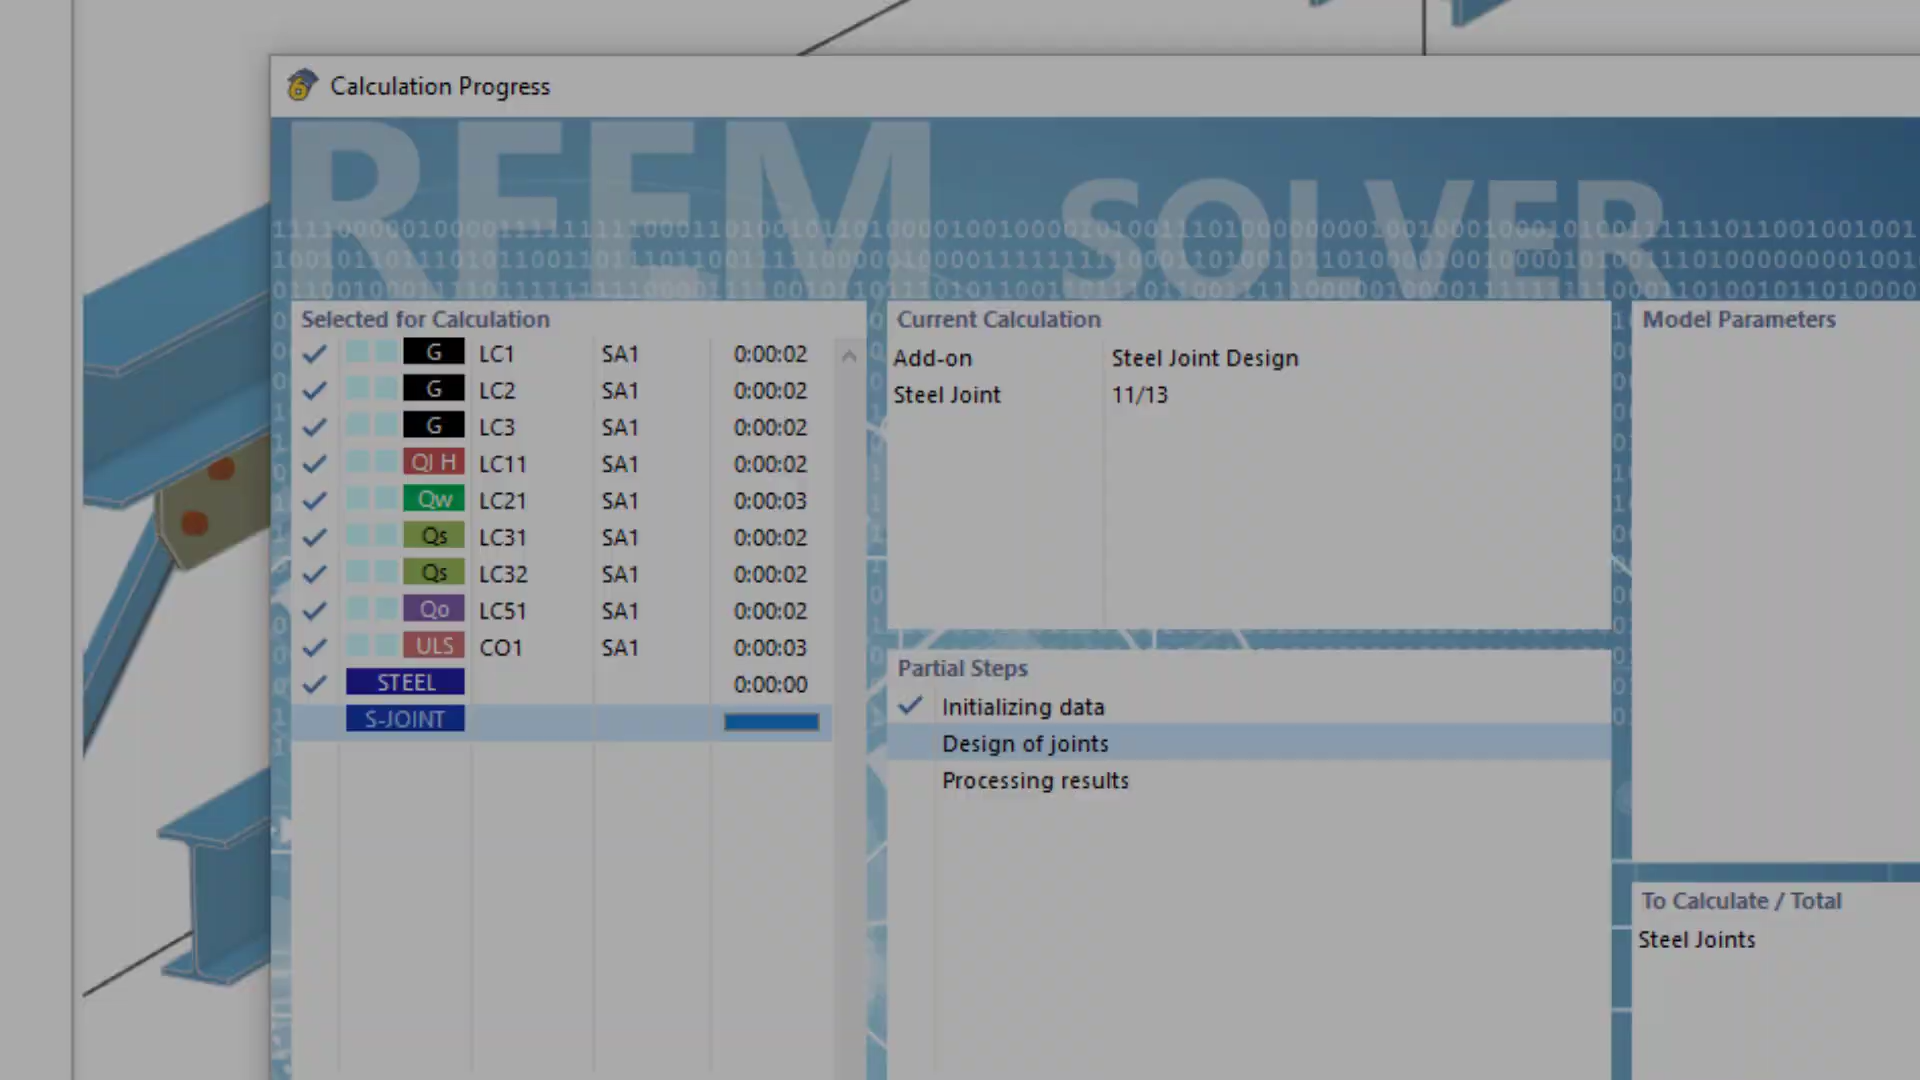 Calculation Progress
RFEM SOLVER
Selected for Calculation
G LC1 SA1 0:00:02
G LC2 SA1 0:00:02
G LC3 SA1 0:00:02
QI H LC11 SA1 0:00:02
Qw LC21 SA1 0:00:03
Qs LC31 SA1 0:00:02
Qs LC32 SA1 0:00:02
Qo LC51 SA1 0:00:02
ULS CO1 SA1 0:00:03
STEEL 0:00:00
S-JOINT
Current Calculation
Add-on Steel Joint Design
Steel Joint 11/13
Partial Steps
Initializing data
Design of joints
Processing results
Model Parameters
To Calculate / Total
Steel Joints